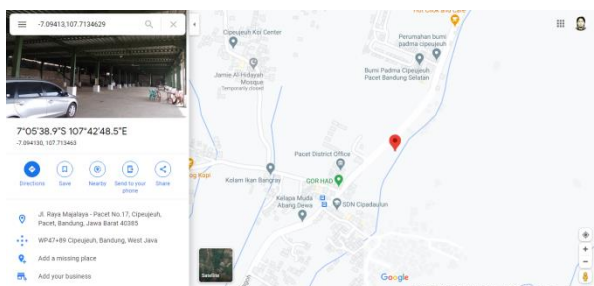 -7.09413,107.7134629
7°05'38.9"S 107°42'48.5"E
-7.094130, 107.713463
Directions
Save
Nearby
Send to your
phone
Share
Jl. Raya Majalaya - Pacet No.17, Cipeujeuh,
Pacet, Bandung, Jawa Barat 40385
WP47+89 Cipeujeuh, Bandung, West Java
Add a missing place
Add your business
Cipeujeuh Koi Center
Perumahan bumi
padma cipeujeuh
Jamie Al-Hidayah
Mosque
Temporarily closed
Bumi Padma Cipeujeuh
Pacet Bandung Selatan
Pacet District Office
Kolam Ikan Bangray
GOR HAD
Kelapa Muda
Abang Dewa
SDN Cipadaulun
Satellite
Google